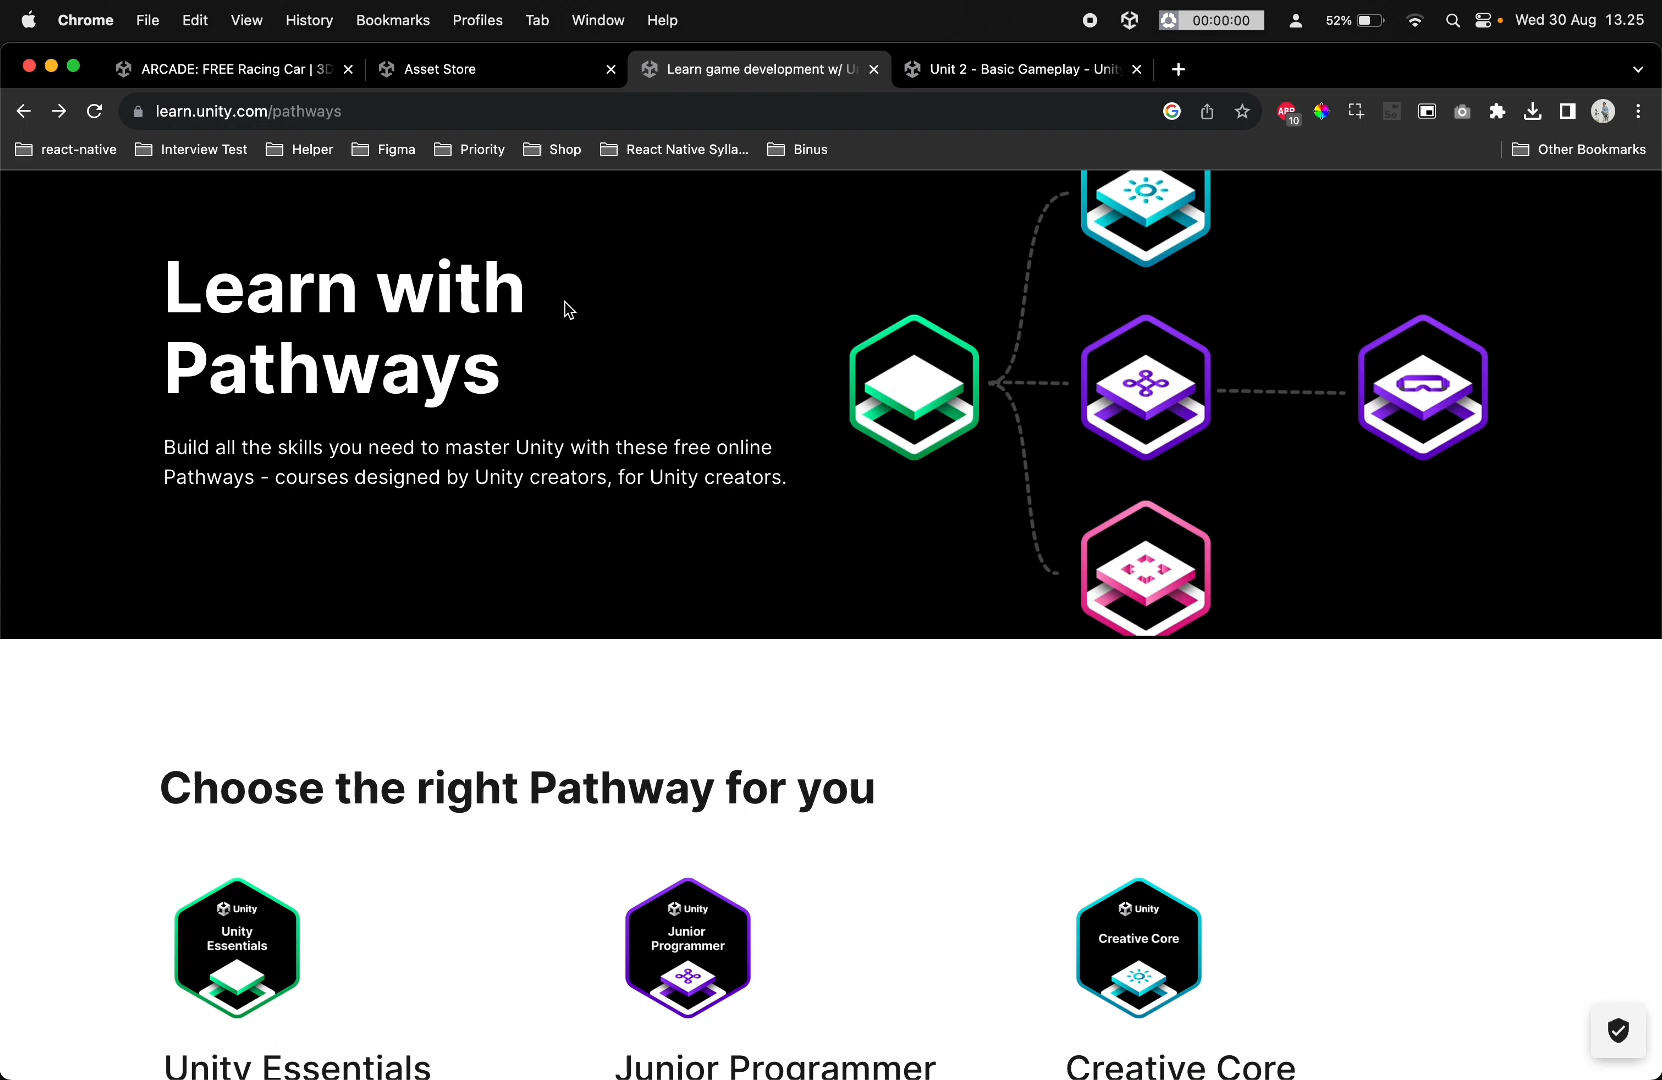 Chrome File Edit View History Bookmarks Profiles Tab Window Help 00:00:00 52% Wed 30 Aug 13.25
ARCADE: FREE Racing Car | 3D Asset Store Learn game development w/ Un Unit 2 - Basic Gameplay - Unit
learn.unity.com/pathways ABP 10
react-native Interview Test Helper Figma Priority Shop React Native Sylla... Binus Other Bookmarks
Learn with
Pathways
Build all the skills you need to master Unity with these free online
Pathways - courses designed by Unity creators, for Unity creators.
Choose the right Pathway for you
Unity Unity Unity
Unity Essentials Junior Programmer Creative Core
Unity Essentials Junior Programmer Creative Core